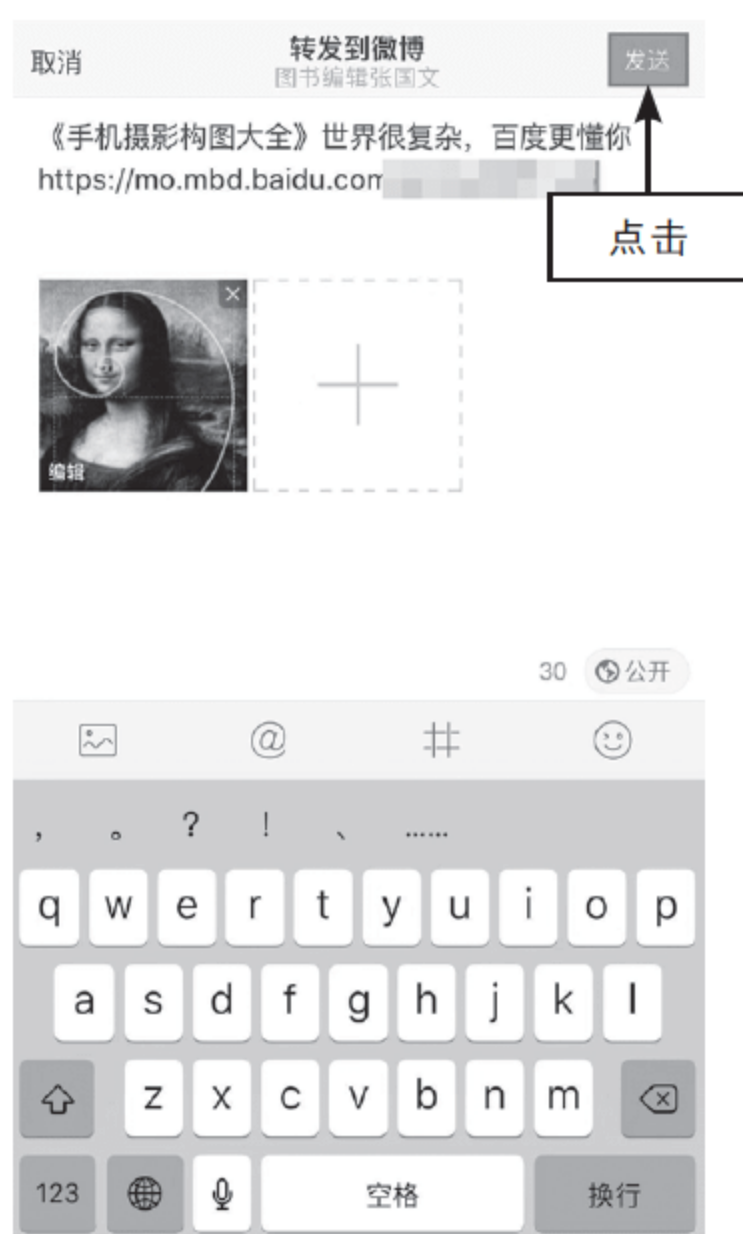 取消
转发到微博
发送
图书编辑张国文
《手机摄影构图大全》世界很复杂，百度更懂你
https://mo.mbd.baidu.com
点击
编辑
30 公开
@
， 。 ？ ！ 、 ……
q w e r t y u i o p
a s d f g h j k l
z x c v b n m
123 空格 换行